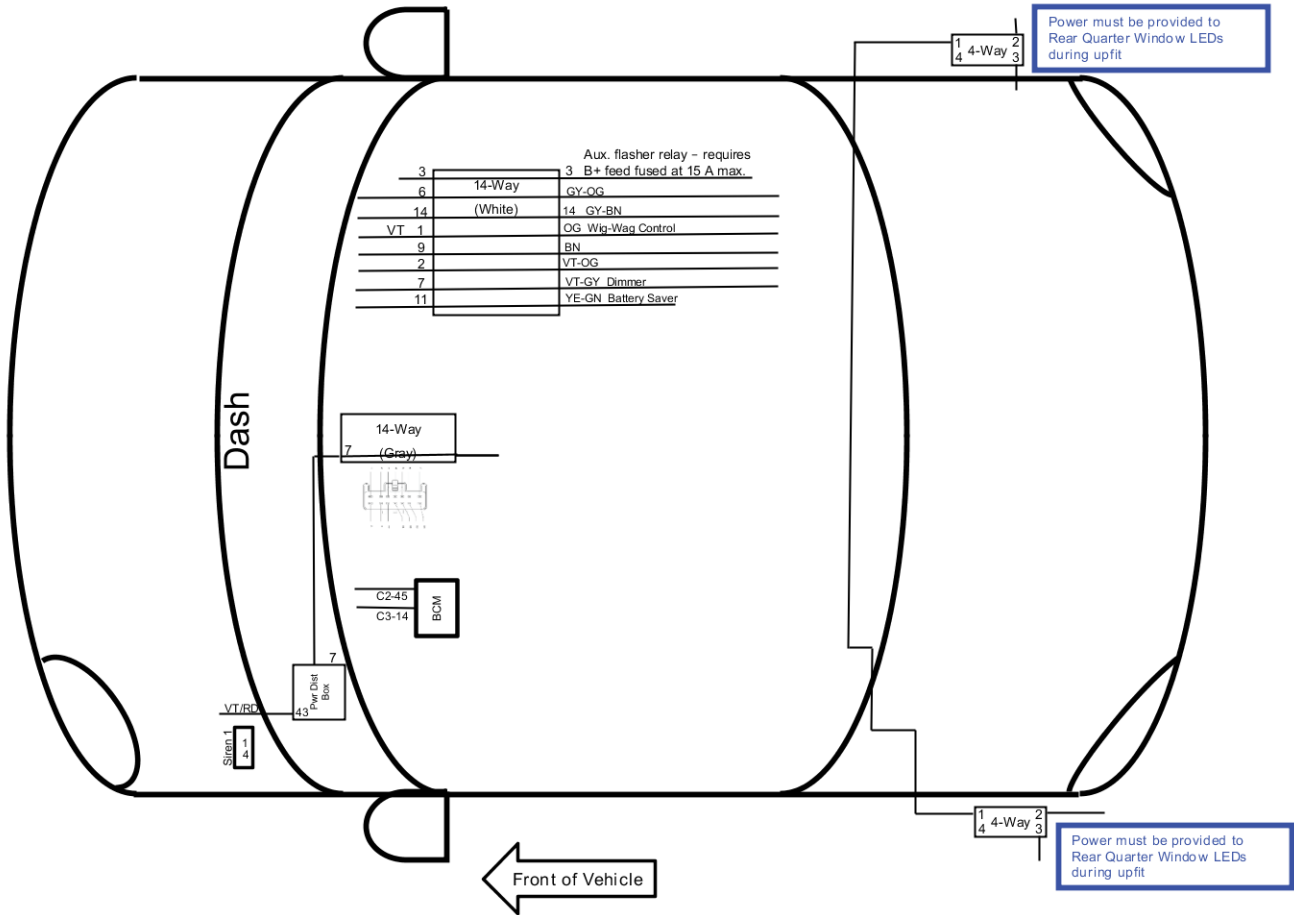 Power must be provided to
Rear Quarter Window LEDs
during upfit
1 2
4-Way
4 3
Aux. flasher relay – requires
3 3 B+ feed fused at 15 A max.
14-Way
6 GY-OG
(White)
14 14 GY-BN
VT 1 OG Wig-Wag Control
9 BN
2 VT-OG
7 VT-GY Dimmer
11 YE-GN Battery Saver
Dash
14-Way
7 (Gray)
C2-45
C3-14
BCM
7
Pwr Dist
Box
VT/RD 43
Siren 1
1
4
1 2
4-Way
4 3
Power must be provided to
Rear Quarter Window LEDs
during upfit
Front of Vehicle